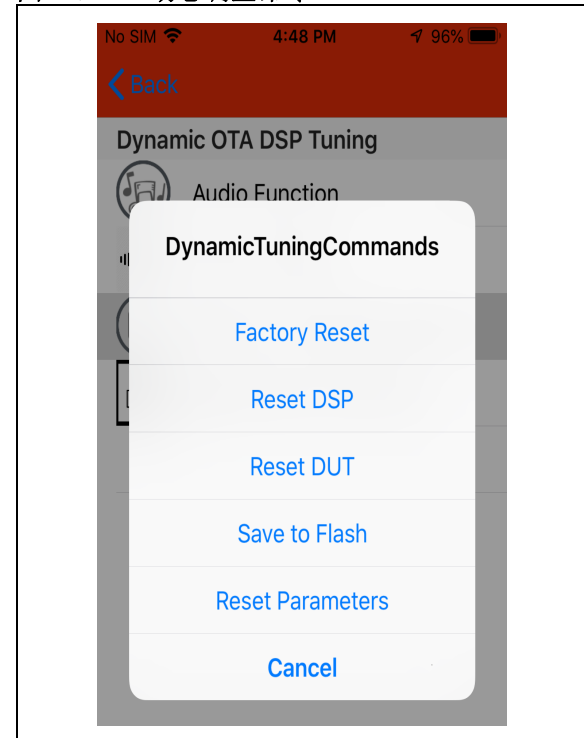 No SIM 4:48 PM 96%
Back
Dynamic OTA DSP Tuning
Audio Function
DynamicTuningCommands
Factory Reset
Reset DSP
Reset DUT
Save to Flash
Reset Parameters
Cancel